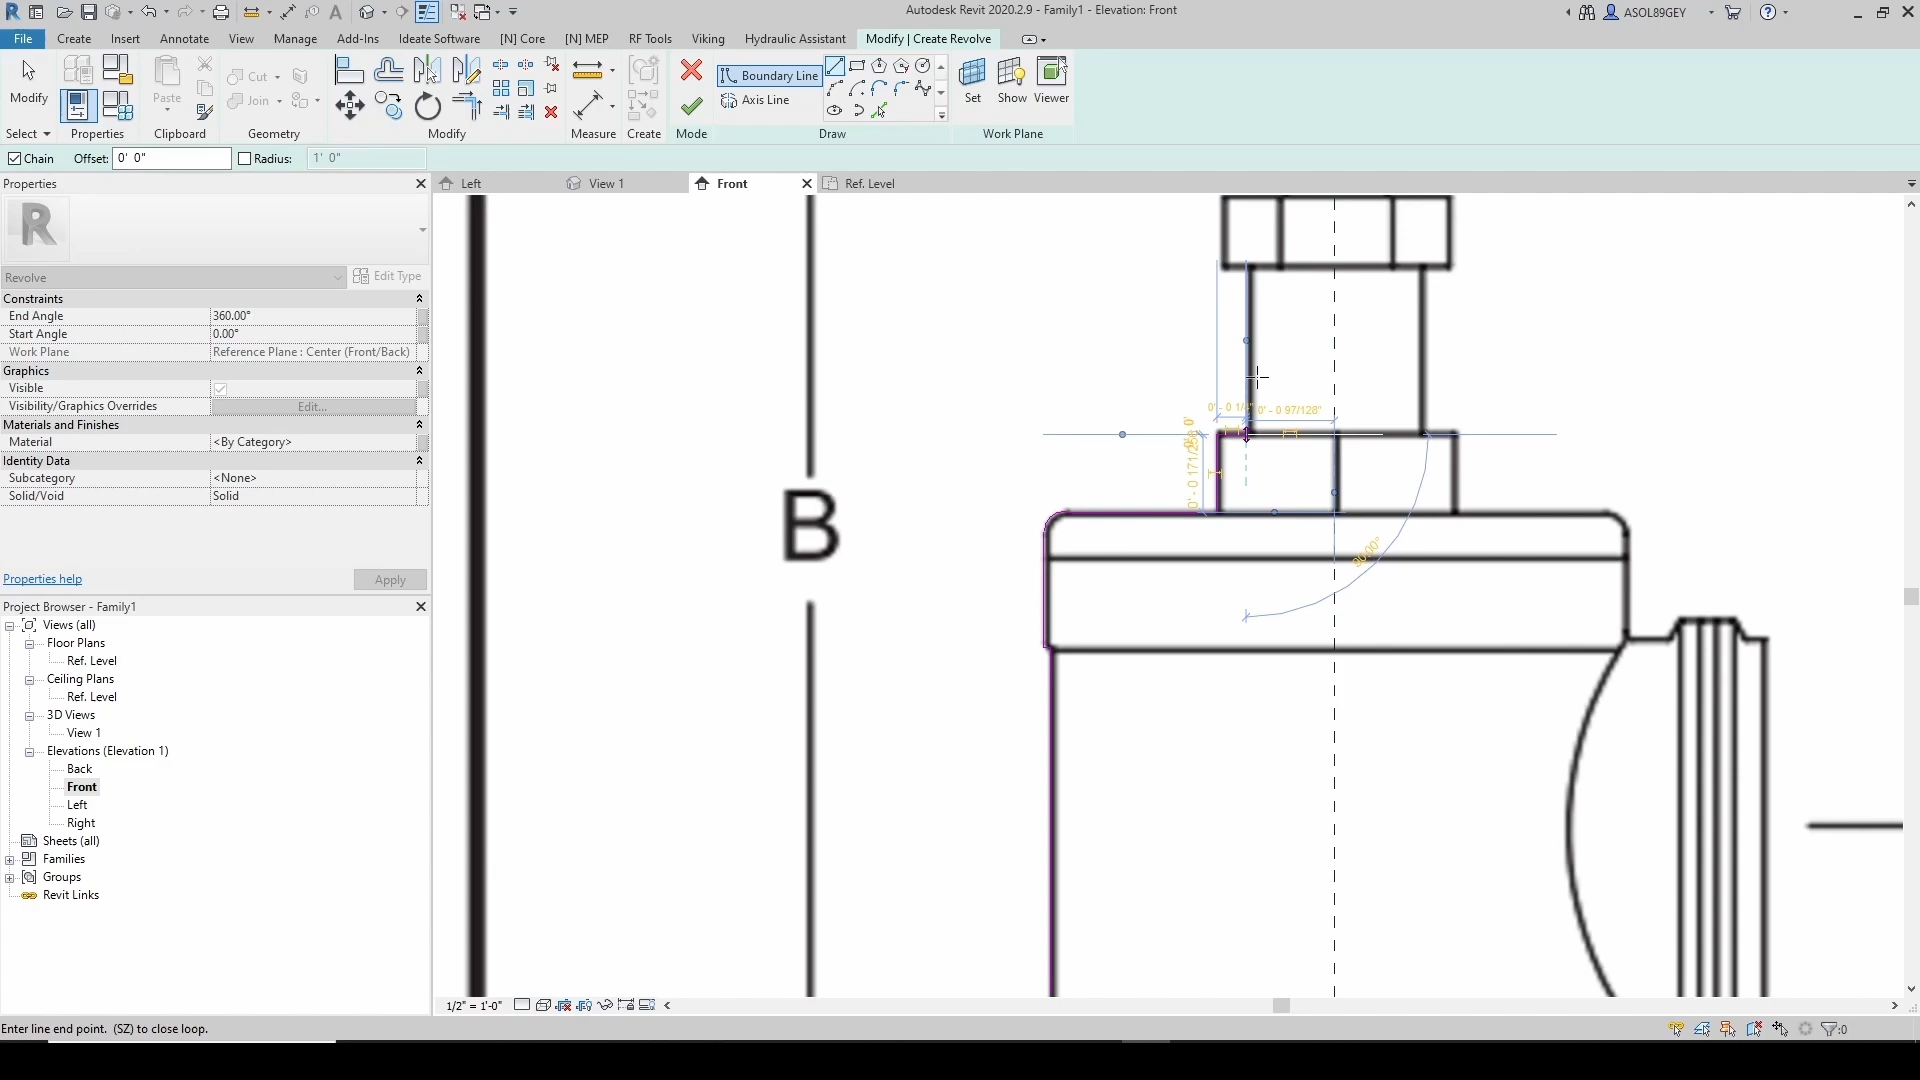 Autodesk Revit 2020.2.9 - Family1 - Elevation: Front
ASOL89GEY
File Create Insert Annotate View Manage Add-Ins Ideate Software [N] Core [N] MEP RF Tools Viking Hydraulic Assistant Modify | Create Revolve
Modify
Paste
Cut
Join
Boundary Line
Axis Line
Set Show Viewer
Select Properties Clipboard Geometry Modify Measure Create Mode Draw Work Plane
Chain Offset: 0' 0" Radius: 1' 0"
Properties
Left View 1 Front Ref. Level
R
Revolve
Edit Type
Constraints
End Angle 360.00°
Start Angle 0.00°
Work Plane Reference Plane : Center (Front/Back)
Graphics
Visible
Visibility/Graphics Overrides Edit...
Materials and Finishes
Material <By Category>
Identity Data
Subcategory <None>
Solid/Void Solid
Properties help Apply
Project Browser - Family1
Views (all)
Floor Plans
Ref. Level
Ceiling Plans
Ref. Level
3D Views
View 1
Elevations (Elevation 1)
Back
Front
Left
Right
Sheets (all)
Families
Groups
Revit Links
0' - 0 97/128"
90.00°
B
1/2" = 1'-0"
Enter line end point. (SZ) to close loop.
:0